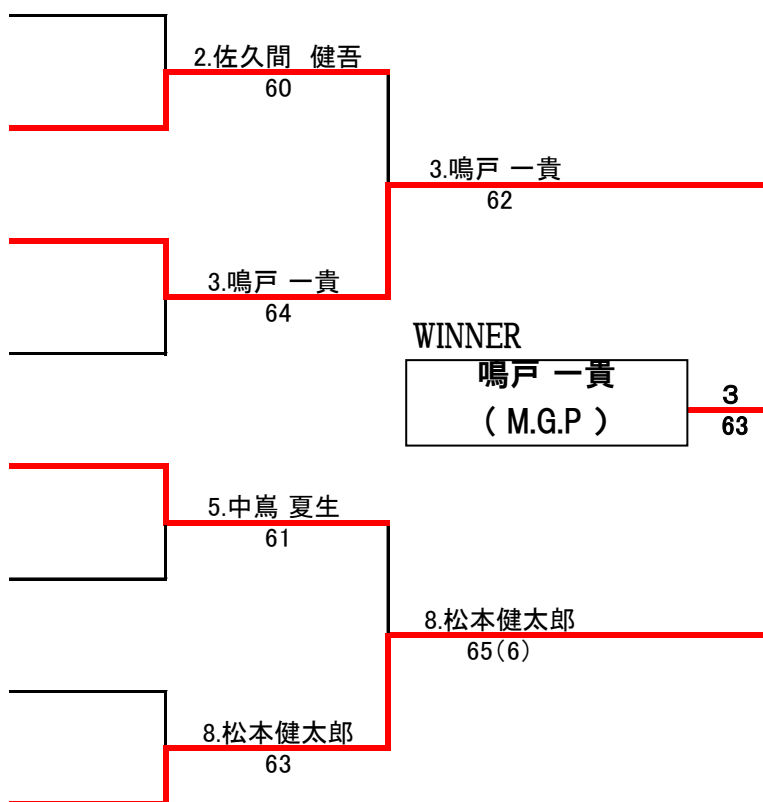 2.佐久間　健吾
60
3.鳴戸 一貴
62
3.鳴戸 一貴
64
WINNER
鳴戸 一貴
( M.G.P )
3
63
5.中嶌 夏生
61
8.松本健太郎
65(6)
8.松本健太郎
63